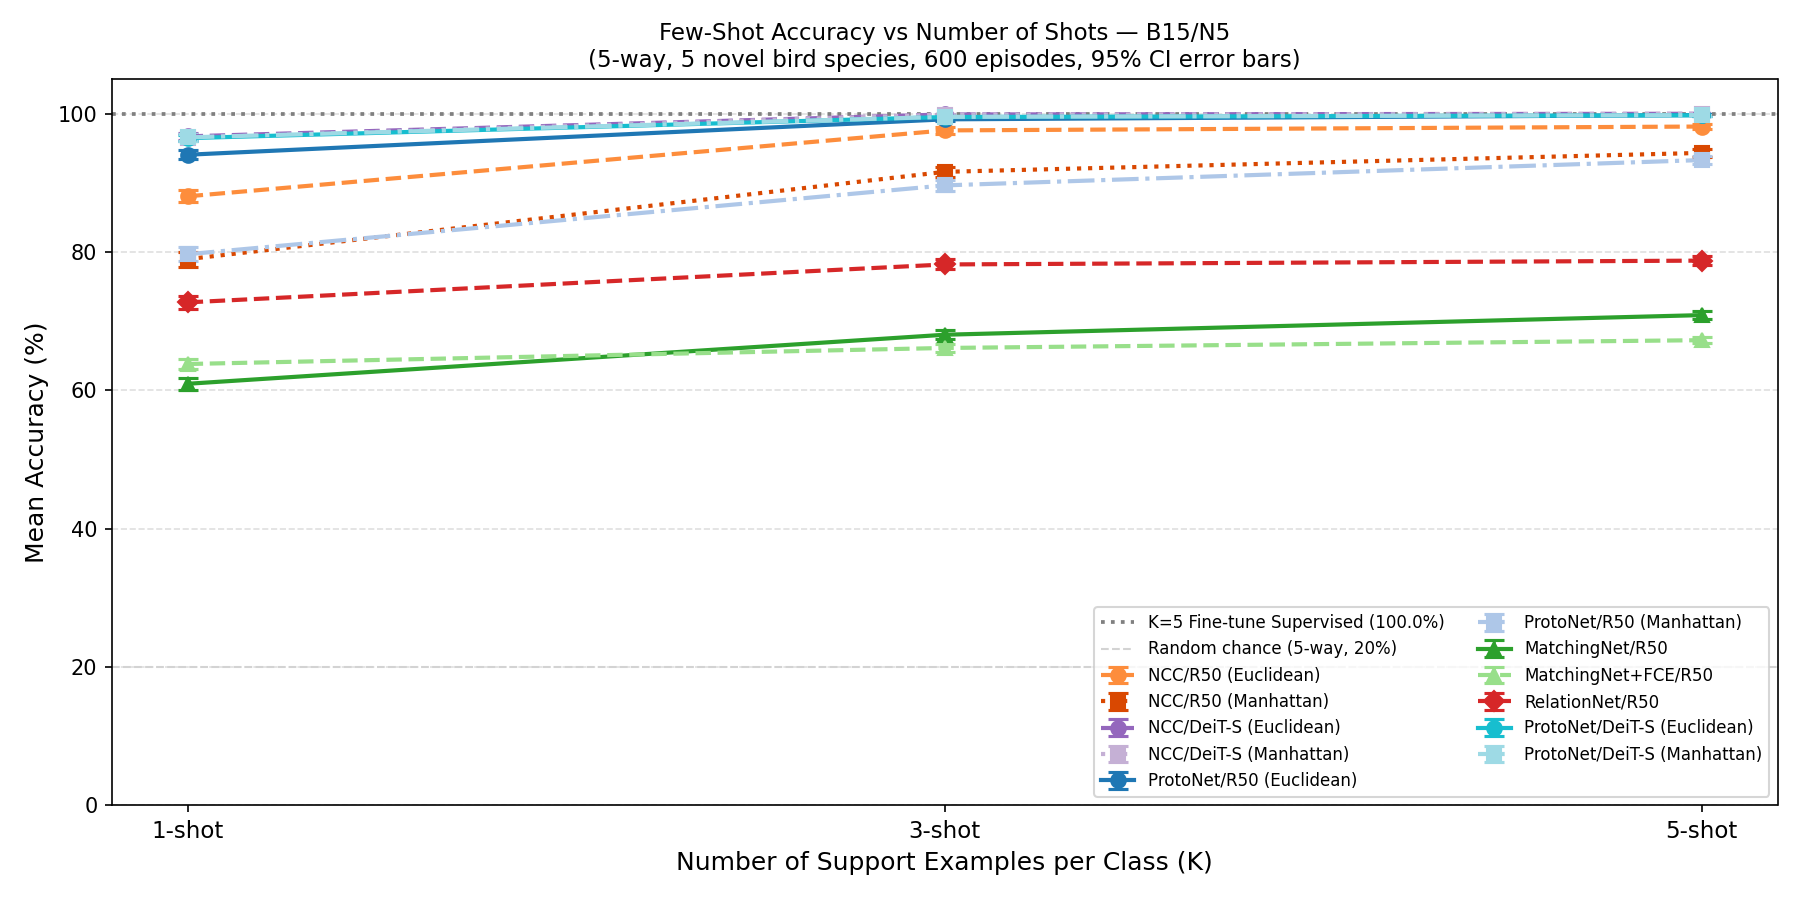 Few-Shot Accuracy vs Number of Shots — B15/N5
(5-way, 5 novel bird species, 600 episodes, 95% CI error bars)
Mean Accuracy (%)
100
80
60
40
20
0
K=5 Fine-tune Supervised (100.0%)
Random chance (5-way, 20%)
NCC/R50 (Euclidean)
NCC/R50 (Manhattan)
NCC/DeiT-S (Euclidean)
NCC/DeiT-S (Manhattan)
ProtoNet/R50 (Euclidean)
ProtoNet/R50 (Manhattan)
MatchingNet/R50
MatchingNet+FCE/R50
RelationNet/R50
ProtoNet/DeiT-S (Euclidean)
ProtoNet/DeiT-S (Manhattan)
1-shot
3-shot
5-shot
Number of Support Examples per Class (K)